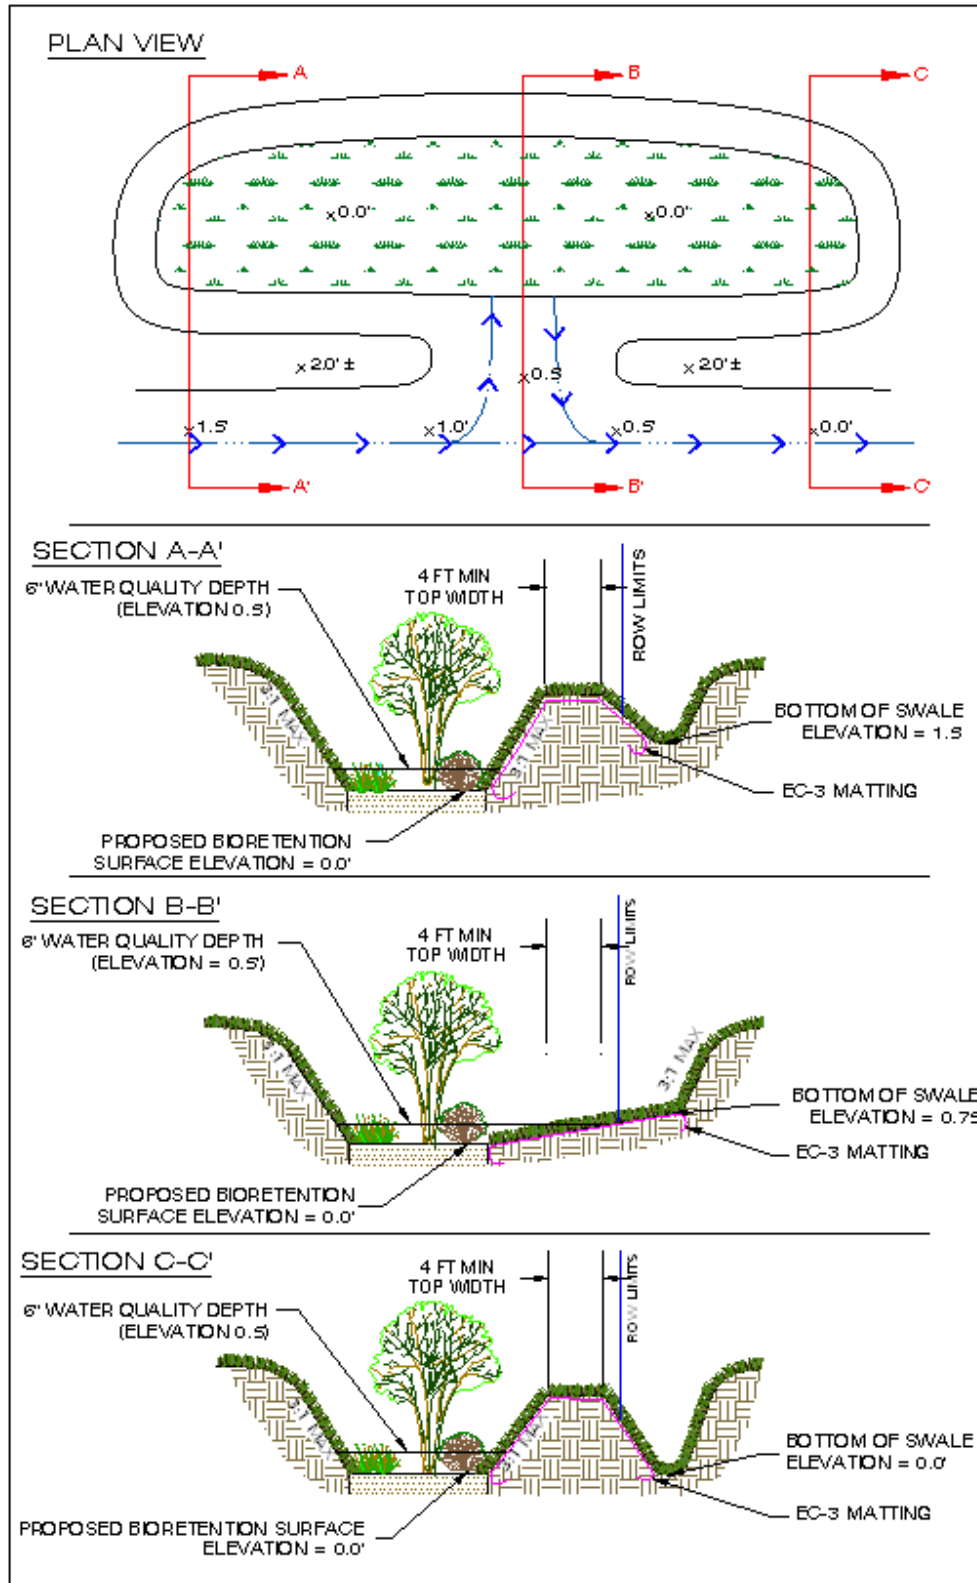 PLAN VIEW
A B C
x0.0' x0.0'
x2.0'± x2.0'±
x0.5
x1.5' x1.0' x0.5' x0.0'
A' B' C'
SECTION A-A'
6" WATER QUALITY DEPTH
(ELEVATION 0.5')
4 FT MIN
TOP WIDTH
ROW LIMITS
3:1 MAX
3:1 MAX
BOTTOM OF SWALE
ELEVATION = 1.5'
EC-3 MATTING
PROPOSED BIORETENTION
SURFACE ELEVATION = 0.0'
SECTION B-B'
6" WATER QUALITY DEPTH
(ELEVATION = 0.5')
4 FT MIN
TOP WIDTH
ROW LIMITS
3:1 MAX
3:1 MAX
BOTTOM OF SWALE
ELEVATION = 0.75
EC-3 MATTING
PROPOSED BIORETENTION
SURFACE ELEVATION = 0.0'
SECTION C-C'
6" WATER QUALITY DEPTH
(ELEVATION 0.5')
4 FT MIN
TOP WIDTH
ROW LIMITS
3:1 MAX
3:1 MAX
BOTTOM OF SWALE
ELEVATION = 0.0'
EC-3 MATTING
PROPOSED BIORETENTION SURFACE
ELEVATION = 0.0'